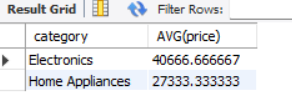 Result Grid Filter Rows:
category AVG(price)
Electronics 40666.666667
Home Appliances 27333.333333